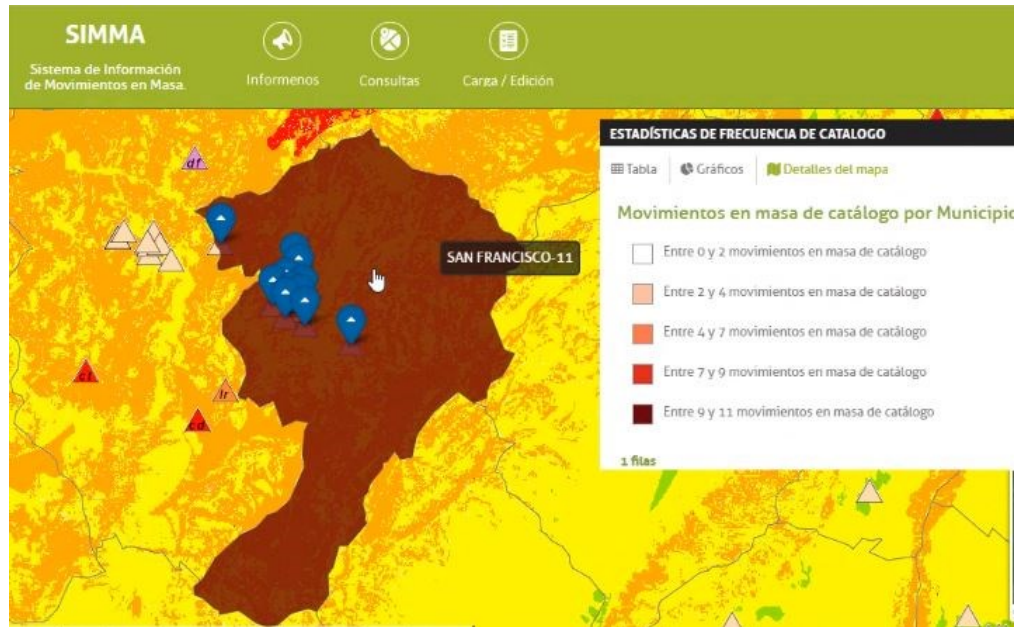 SIMMA
Sistema de Información
de Movimientos en Masa.
Informenos
Consultas
Carga / Edición
ESTADÍSTICAS DE FRECUENCIA DE CATALOGO
Tabla
Gráficos
Detalles del mapa
Movimientos en masa de catálogo por Municipio
Entre 0 y 2 movimientos en masa de catálogo
Entre 2 y 4 movimientos en masa de catálogo
Entre 4 y 7 movimientos en masa de catálogo
Entre 7 y 9 movimientos en masa de catálogo
Entre 9 y 11 movimientos en masa de catálogo
1 filas
SAN FRANCISCO-11
df
cd